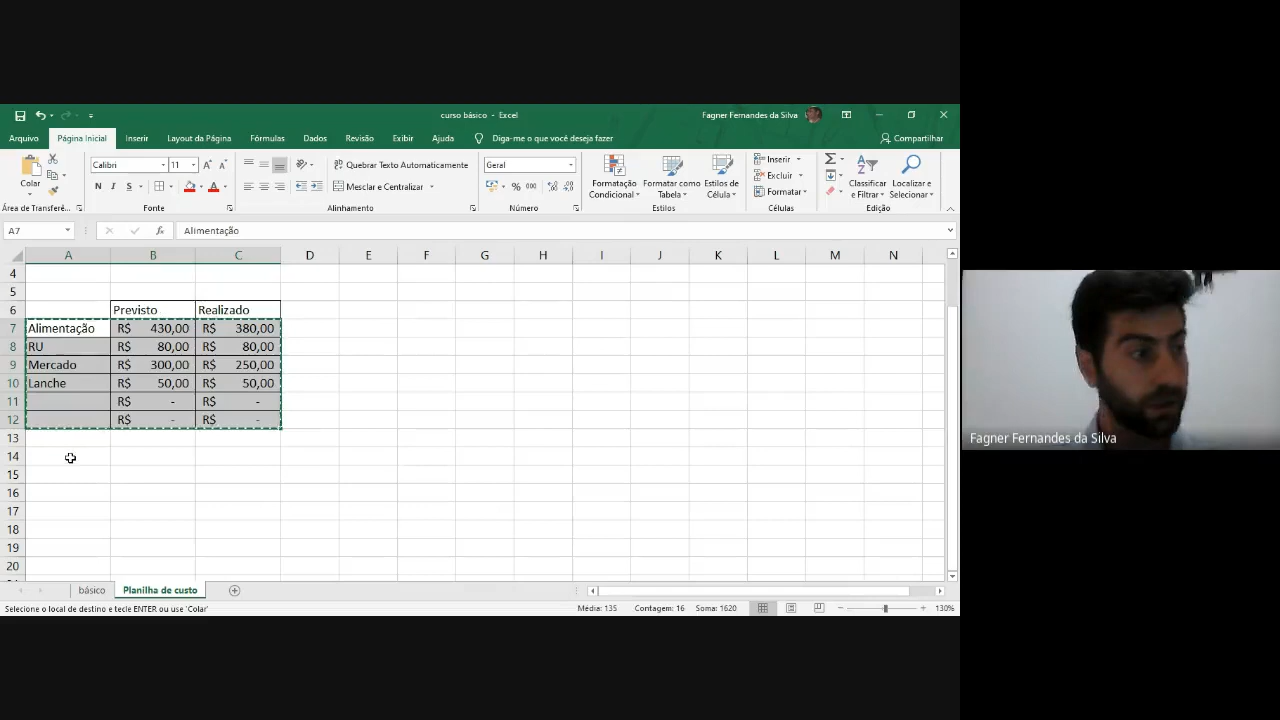 curso básico - Excel
Fagner Fernandes da Silva
Arquivo Página Inicial Inserir Layout da Página Fórmulas Dados Revisão Exibir Ajuda Diga-me o que você deseja fazer Compartilhar
Colar
Calibri 11
N I S
Quebrar Texto Automaticamente
Mesclar e Centralizar
Geral
% 000
Formatação Condicional
Formatar como Tabela
Estilos de Célula
Inserir
Excluir
Formatar
Classificar e Filtrar
Localizar e Selecionar
Área de Transferê... Fonte Alinhamento Número Estilos Células Edição
A7 fx Alimentação
A B C D E F G H I J K L M N
4
5
6 Previsto Realizado
7 Alimentação R$ 430,00 R$ 380,00
8 RU R$ 80,00 R$ 80,00
9 Mercado R$ 300,00 R$ 250,00
10 Lanche R$ 50,00 R$ 50,00
11 R$ - R$ -
12 R$ - R$ -
13
14
15
16
17
18
19
20
básico Planilha de custo
Selecione o local de destino e tecle ENTER ou use 'Colar' Média: 135 Contagem: 16 Soma: 1620 130%
Fagner Fernandes da Silva